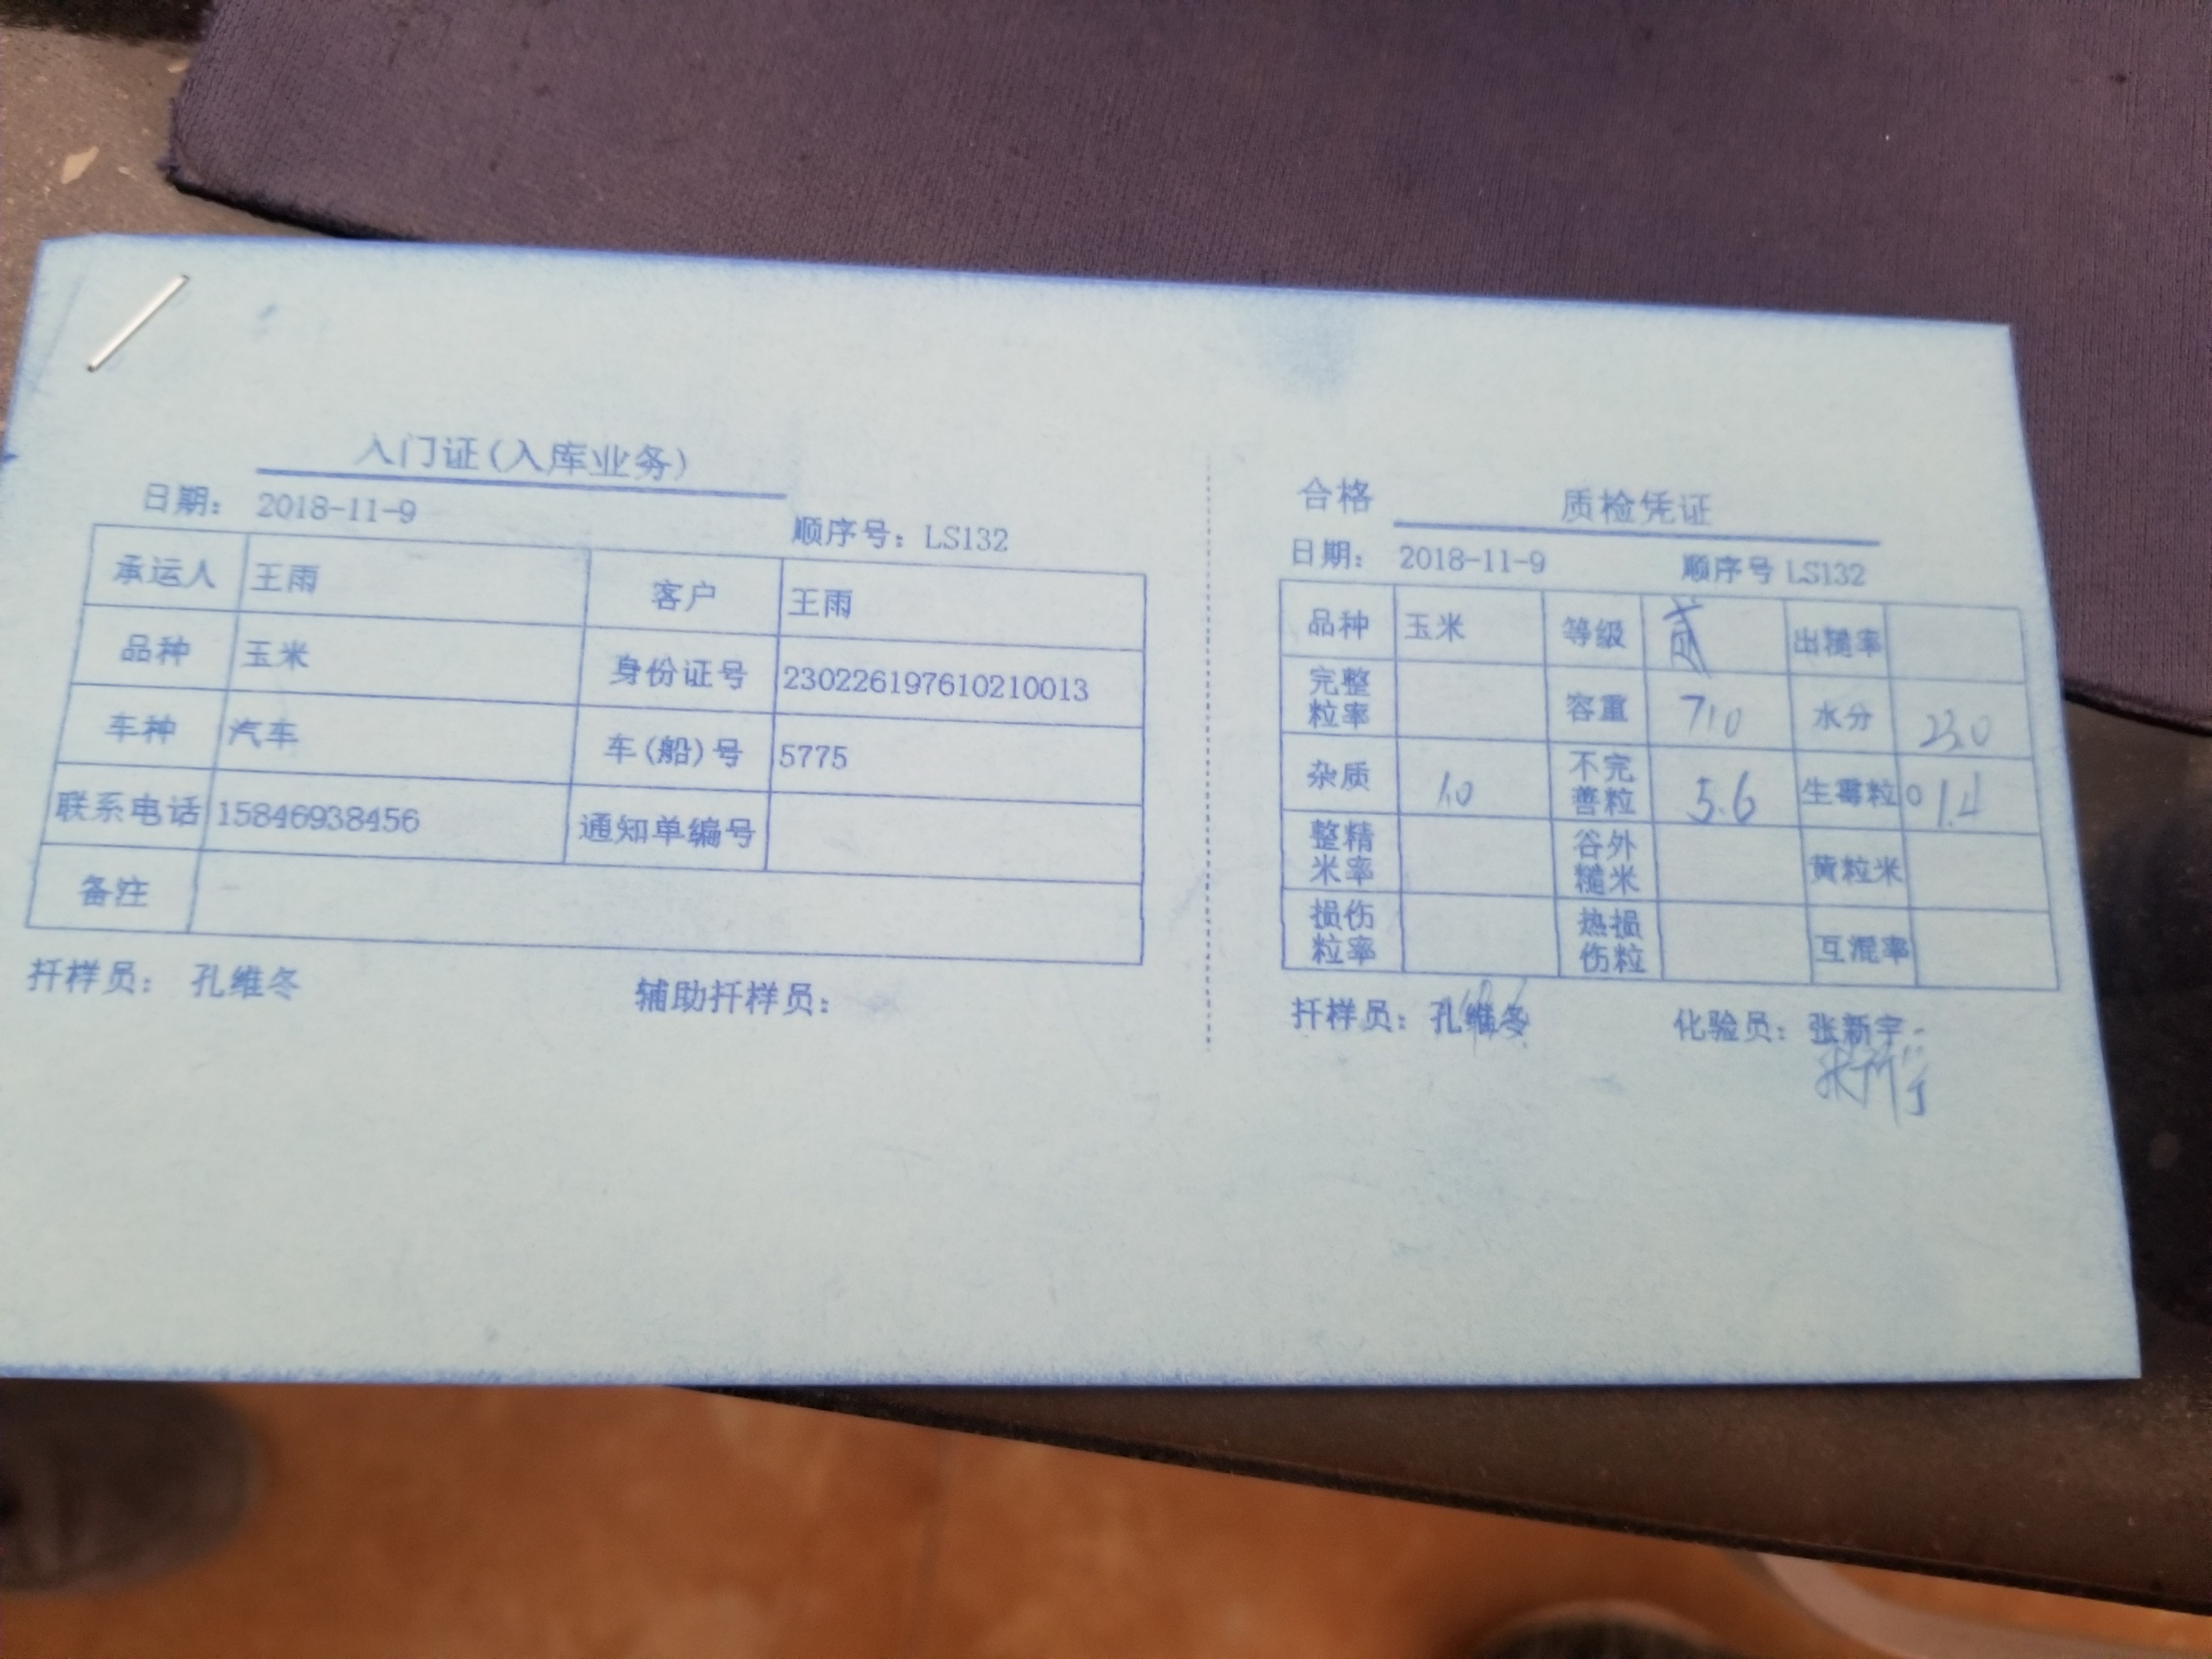 入门证(入库业务)
日期: 2018-11-9 顺序号: LS132
承运人 王雨 客户 王雨
品种 玉米 身份证号 230226197610210013
车种 汽车 车(船)号 5775
联系电话 15846938456 通知单编号
备注
扦样员: 孔维冬 辅助扦样员:
合格 质检凭证
日期: 2018-11-9 顺序号 LS132
品种 玉米 等级 贰 出糙率
完整粒率 容重 710 水分 23.0
杂质 1.0 不完善粒 5.6 生霉粒 0 1.4
整精米率 谷外糙米 黄粒米
损伤粒率 热损伤粒 互混率
扦样员: 孔维冬 化验员: 张新宇